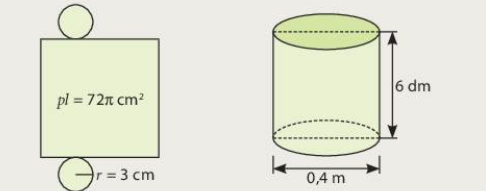 pl = 72π cm²
r = 3 cm
6 dm
0,4 m